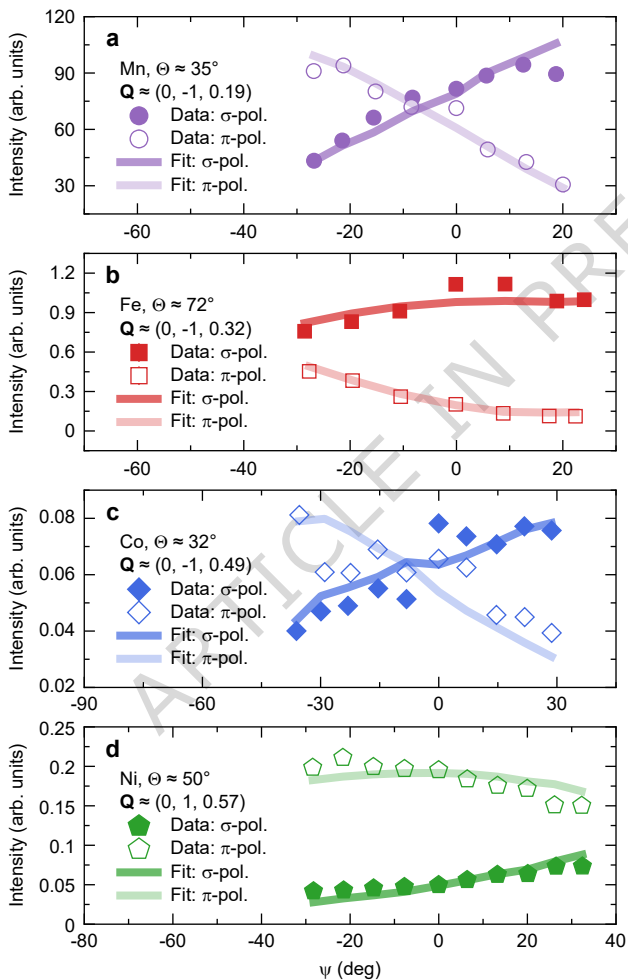 a
Mn, Θ ≈ 35°
Q ≈ (0, -1, 0.19)
Data: σ-pol.
Data: π-pol.
Fit: σ-pol.
Fit: π-pol.
Intensity (arb. units)
120
90
60
30
-60
-40
-20
0
20
b
Fe, Θ ≈ 72°
Q ≈ (0, -1, 0.32)
Data: σ-pol.
Data: π-pol.
Fit: σ-pol.
Fit: π-pol.
Intensity (arb. units)
1.2
0.9
0.6
0.3
0
-60
-40
-20
0
20
c
Co, Θ ≈ 32°
Q ≈ (0, -1, 0.49)
Data: σ-pol.
Data: π-pol.
Fit: σ-pol.
Fit: π-pol.
Intensity (arb. units)
0.08
0.06
0.04
0.02
-90
-60
-30
0
30
d
Ni, Θ ≈ 50°
Q ≈ (0, 1, 0.57)
Data: σ-pol.
Data: π-pol.
Fit: σ-pol.
Fit: π-pol.
Intensity (arb. units)
0.25
0.2
0.15
0.1
0.05
0
-80
-60
-40
-20
0
20
40
ψ (deg)
ARTICLE IN PRE